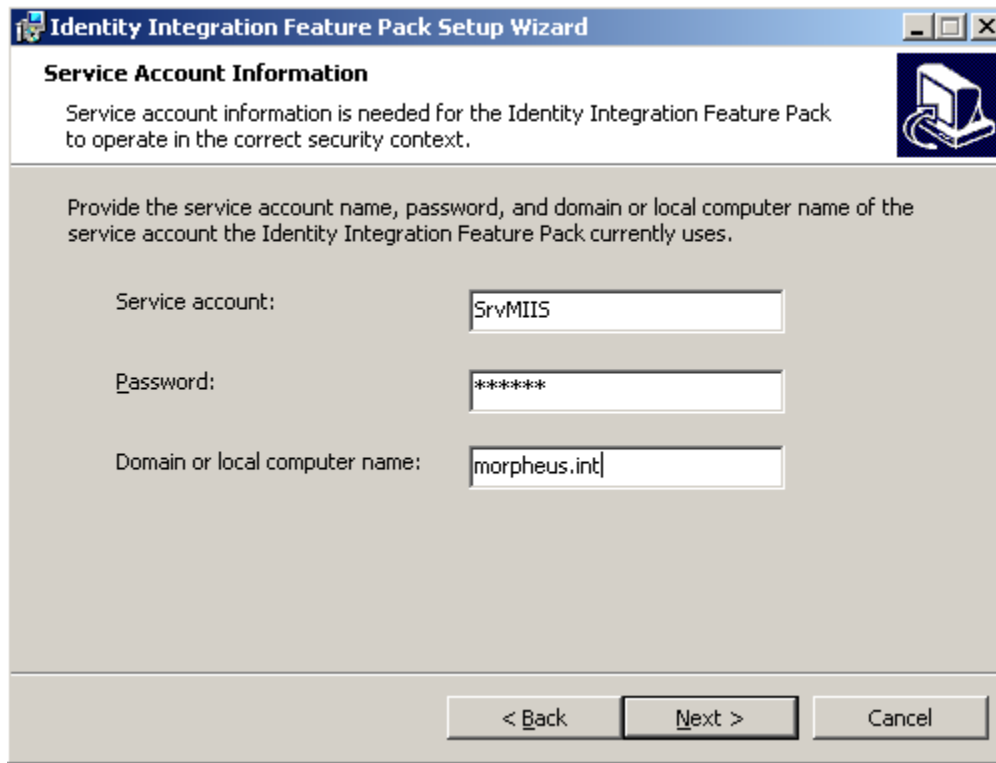 Identity Integration Feature Pack Setup Wizard
Service Account Information
Service account information is needed for the Identity Integration Feature Pack
to operate in the correct security context.
Provide the service account name, password, and domain or local computer name of the
service account the Identity Integration Feature Pack currently uses.
Service account:
SrvMIIS
Password:
******
Domain or local computer name:
morpheus.int
< Back
Next >
Cancel